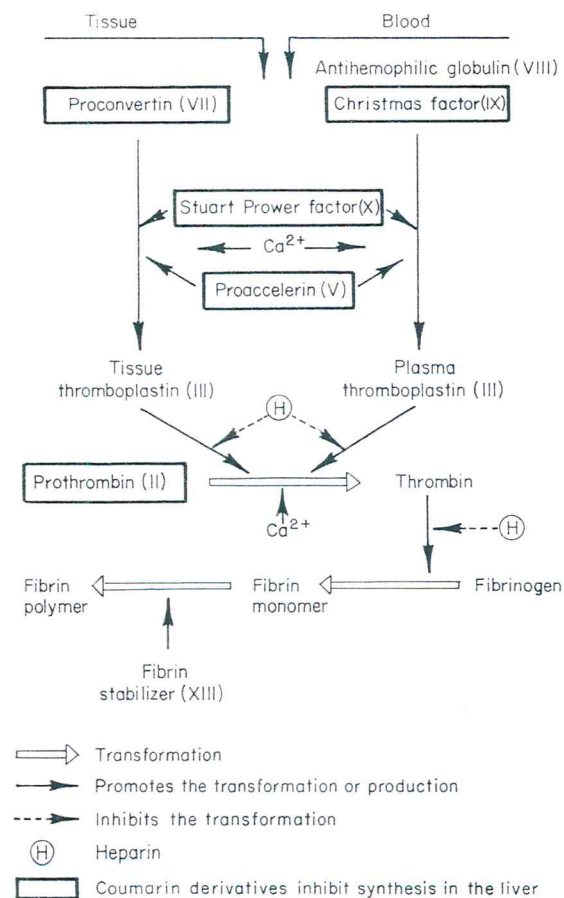 Tissue
Blood
Antihemophilic globulin (VIII)
Proconvertin (VII)
Christmas factor(IX)
Stuart Prower factor(X)
Ca2+
Proaccelerin (V)
Tissue
thromboplastin (III)
Plasma
thromboplastin (III)
H
Prothrombin (II)
Thrombin
Ca2+
H
Fibrin
polymer
Fibrin
monomer
Fibrinogen
Fibrin
stabilizer (XIII)
Transformation
Promotes the transformation or production
Inhibits the transformation
H Heparin
Coumarin derivatives inhibit synthesis in the liver